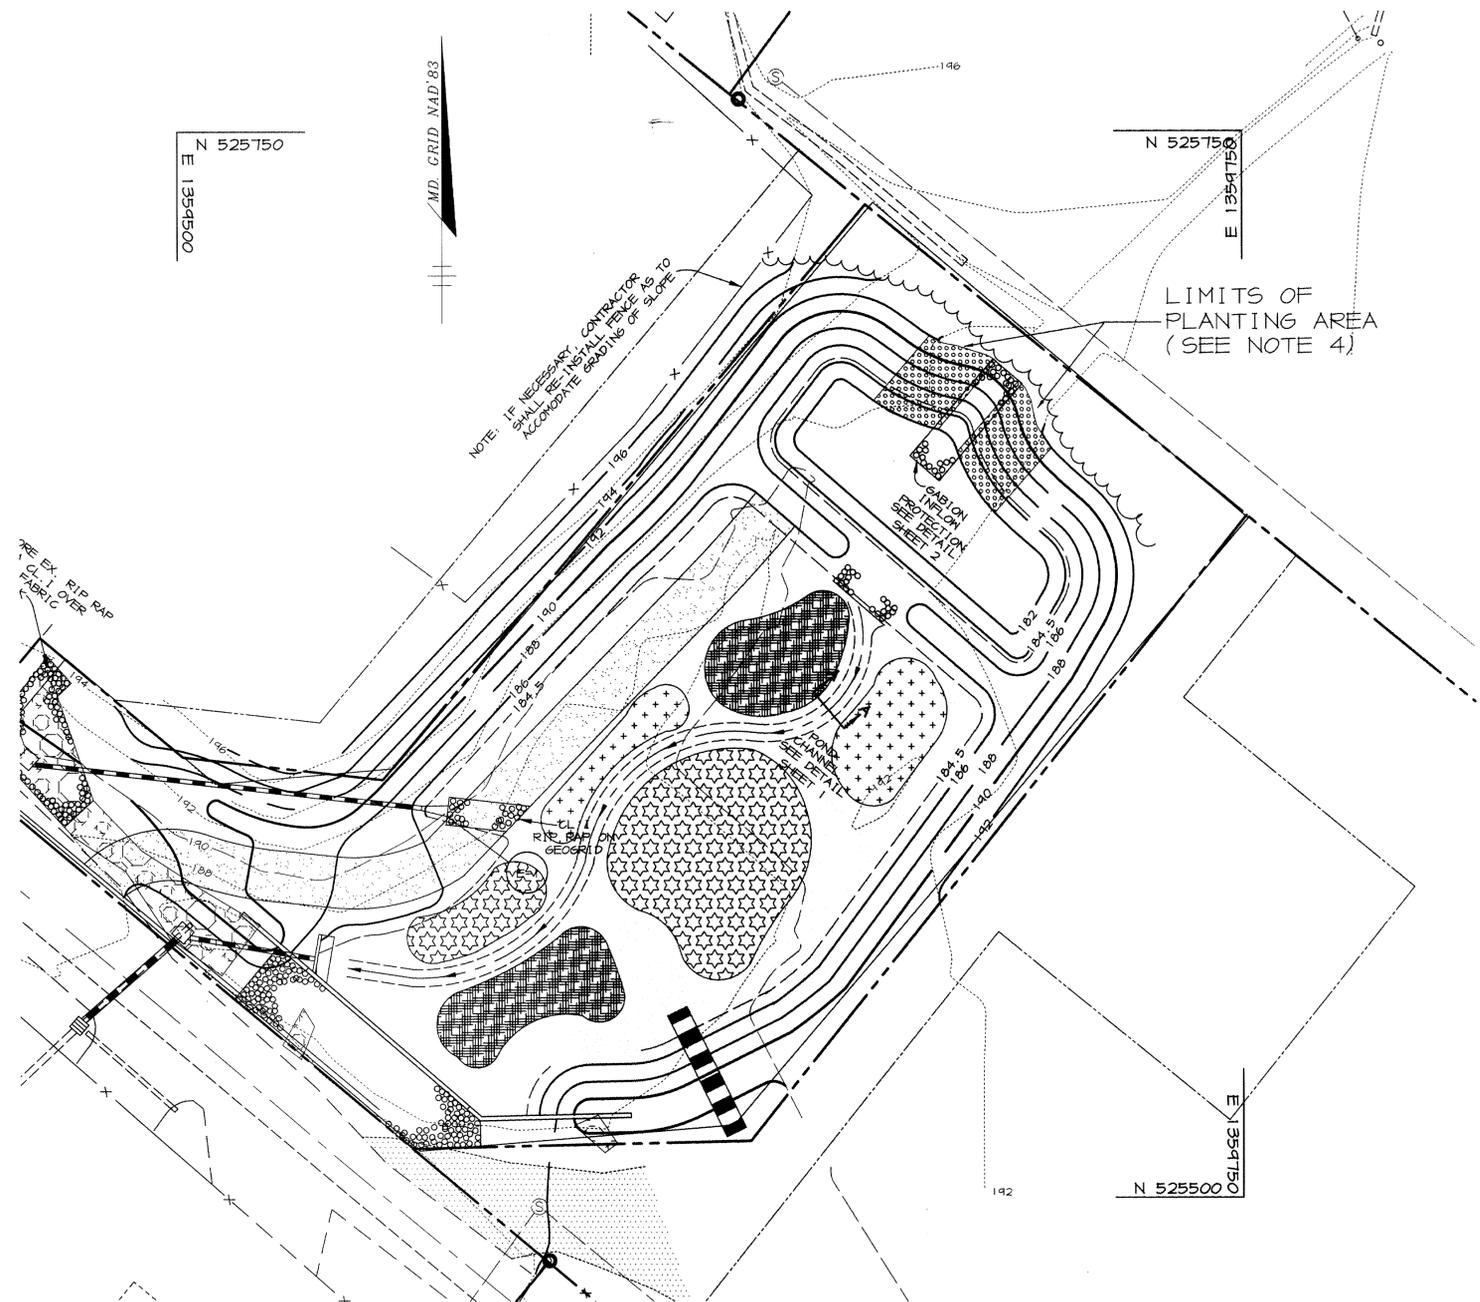 196
MD. GRID NAD'83
N 525750
E 1359500
N 525750
E 1359750
S
LIMITS OF
PLANTING AREA
(SEE NOTE 4)
NOTE: IF NECESSARY, CONTRACTOR
SHALL RE-INSTALL FENCE AS TO
ACCOMODATE GRADING OF SLOPE
196
194
192
190
188
186
184.5
GABION
INFLOW
PROTECTION
SEE DETAIL
SHEET 2
182
184.5
186
188
EX. RIP RAP
CL. I OVER
FABRIC
194
196
192
190
188
POND
CHANNEL
SEE DETAIL
SHEET 1
192
184.5
186
188
190
192
CL. I
RIP RAP ON
GEOGRID
192
S
N 525500
E 1359750